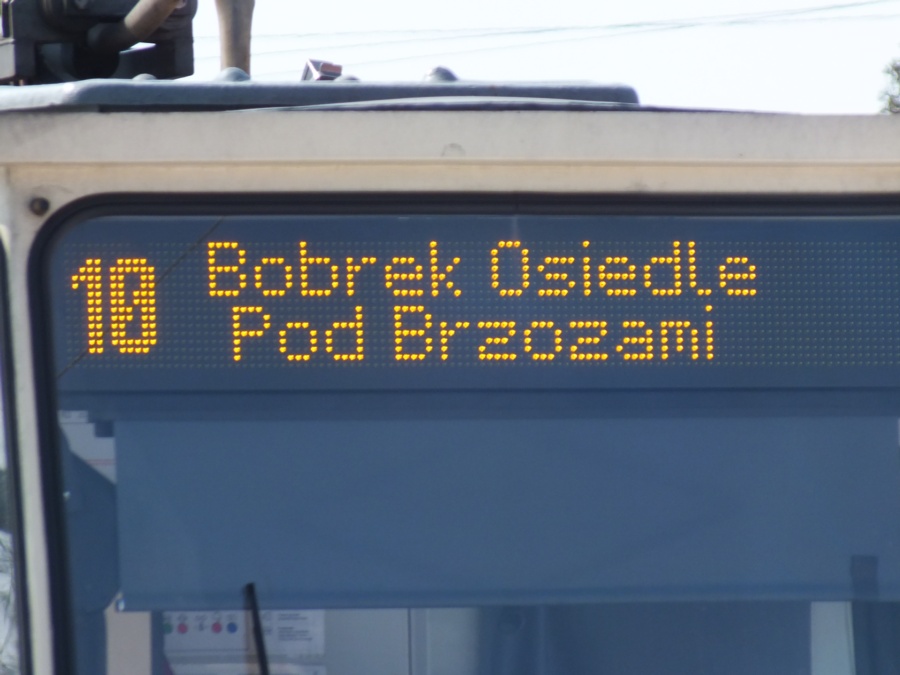 10 Bobrek Osiedle
Pod Brzozami